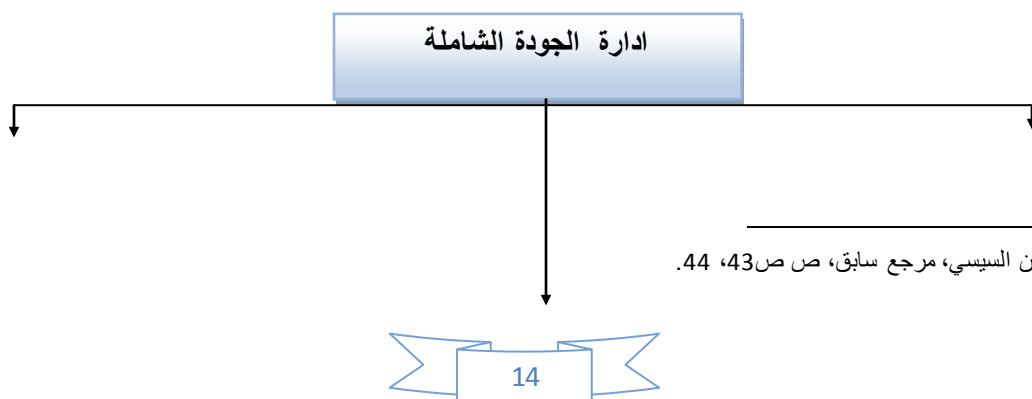 ادارة الجودة الشاملة
ن السيسي، مرجع سابق، ص ص43، 44.
14